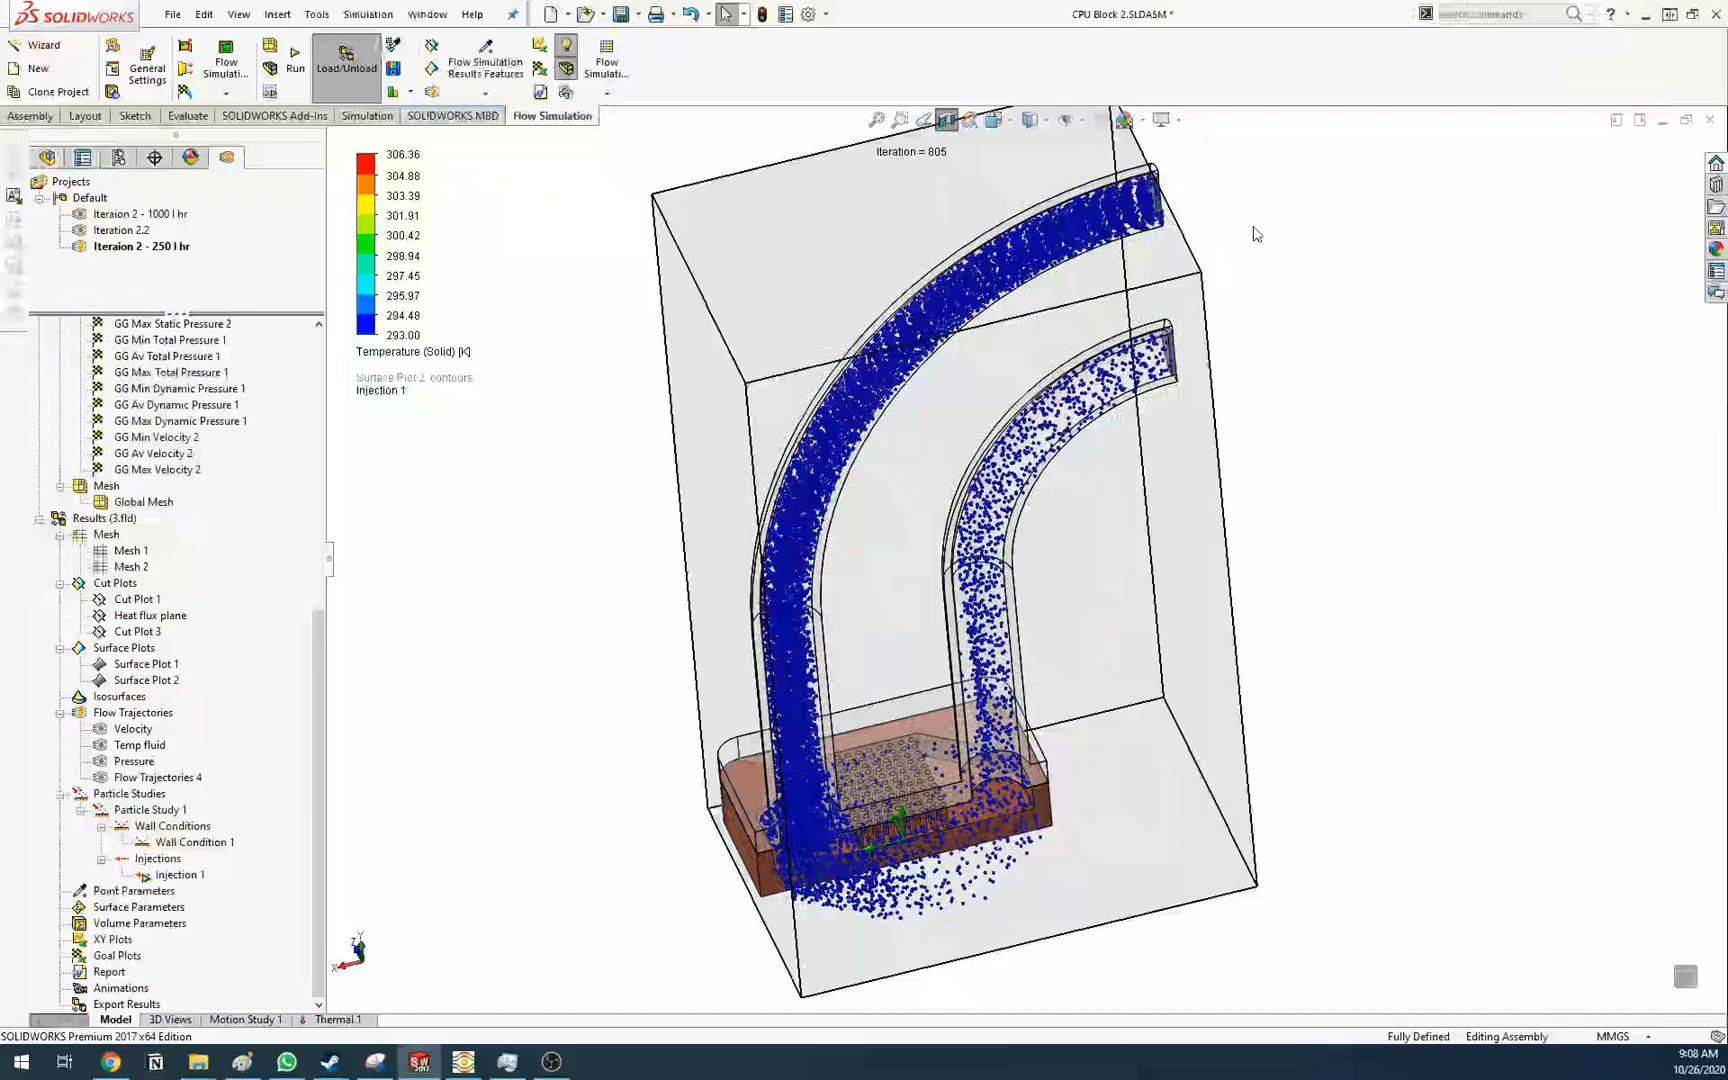 SOLIDWORKS
File Edit View Insert Tools Simulation Window Help
CPU Block 2.SLDASM *
Wizard
New
Clone Project
General Settings
Flow Simulati...
Run
Load/Unload
Flow Simulation Results Features
Flow Simulati...
Assembly Layout Sketch Evaluate SOLIDWORKS Add-Ins Simulation SOLIDWORKS MBD Flow Simulation
Projects
Default
Iteraion 2 - 1000 l hr
Iteration 2.2
Iteraion 2 - 250 l hr
GG Max Static Pressure 2
GG Min Total Pressure 1
GG Av Total Pressure 1
GG Max Total Pressure 1
GG Min Dynamic Pressure 1
GG Av Dynamic Pressure 1
GG Max Dynamic Pressure 1
GG Min Velocity 2
GG Av Velocity 2
GG Max Velocity 2
Mesh
Global Mesh
Results (3.fld)
Mesh
Mesh 1
Mesh 2
Cut Plots
Cut Plot 1
Heat flux plane
Cut Plot 3
Surface Plots
Surface Plot 1
Surface Plot 2
Isosurfaces
Flow Trajectories
Velocity
Temp fluid
Pressure
Flow Trajectories 4
Particle Studies
Particle Study 1
Wall Conditions
Wall Condition 1
Injections
Injection 1
Point Parameters
Surface Parameters
Volume Parameters
XY Plots
Goal Plots
Report
Animations
Export Results
306.36
304.88
303.39
301.91
300.42
298.94
297.45
295.97
294.48
293.00
Temperature (Solid) [K]
Surface Plot 2: contours
Injection 1
Iteration = 805
Y
Z
X
Model 3D Views Motion Study 1 Thermal 1
SOLIDWORKS Premium 2017 x64 Edition
Fully Defined Editing Assembly MMGS
9:08 AM
10/26/2020